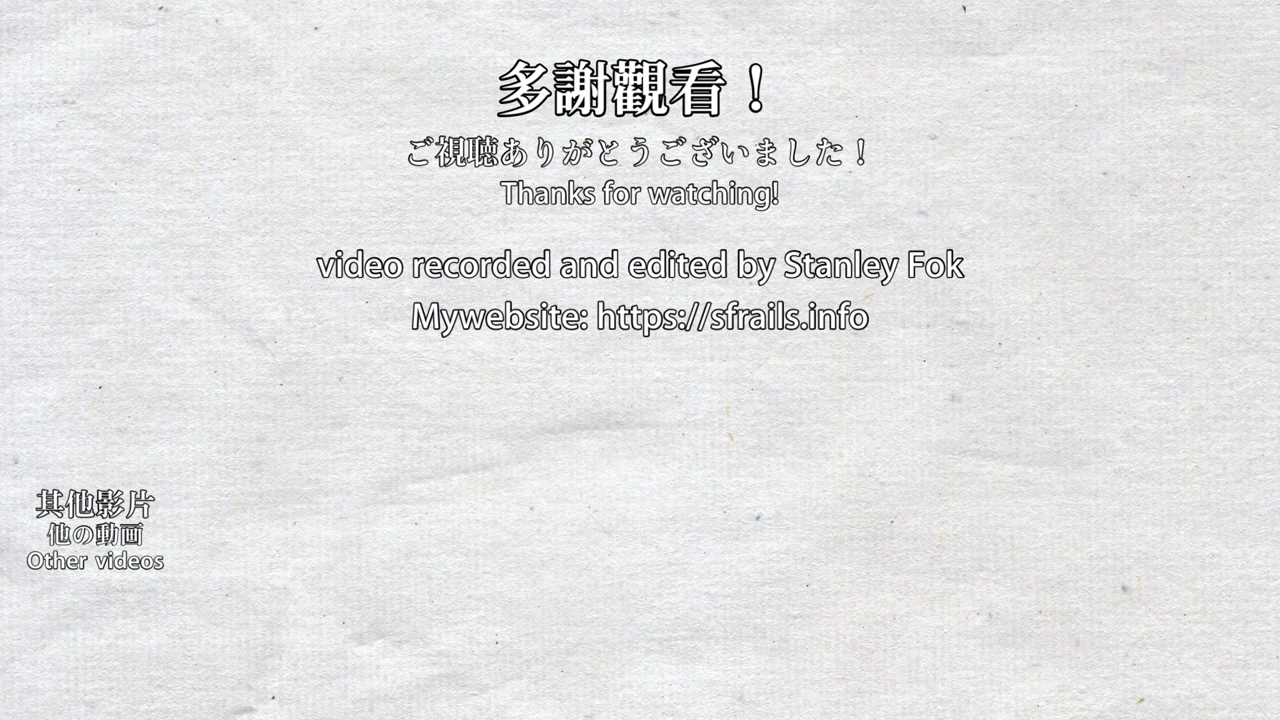 多謝觀看！
ご視聴ありがとうございました！
Thanks for watching!
video recorded and edited by Stanley Fok
Mywebsite: https://sfrails.info
其他影片
他の動画
Other videos